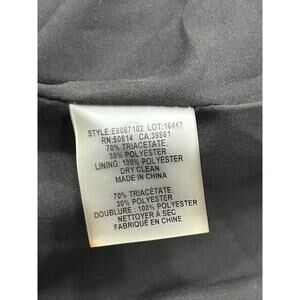 STYLE:E8087102 LOT:16447
RN:50814 CA:39861
70% TRIACETATE
30% POLYESTER
LINING: 100% POLYESTER
DRY CLEAN
MADE IN CHINA
70% TRIACÉTATE
30% POLYESTER
DOUBLURE : 100% POLYESTER
NETTOYER A SEC
FABRIQUÉ EN CHINE